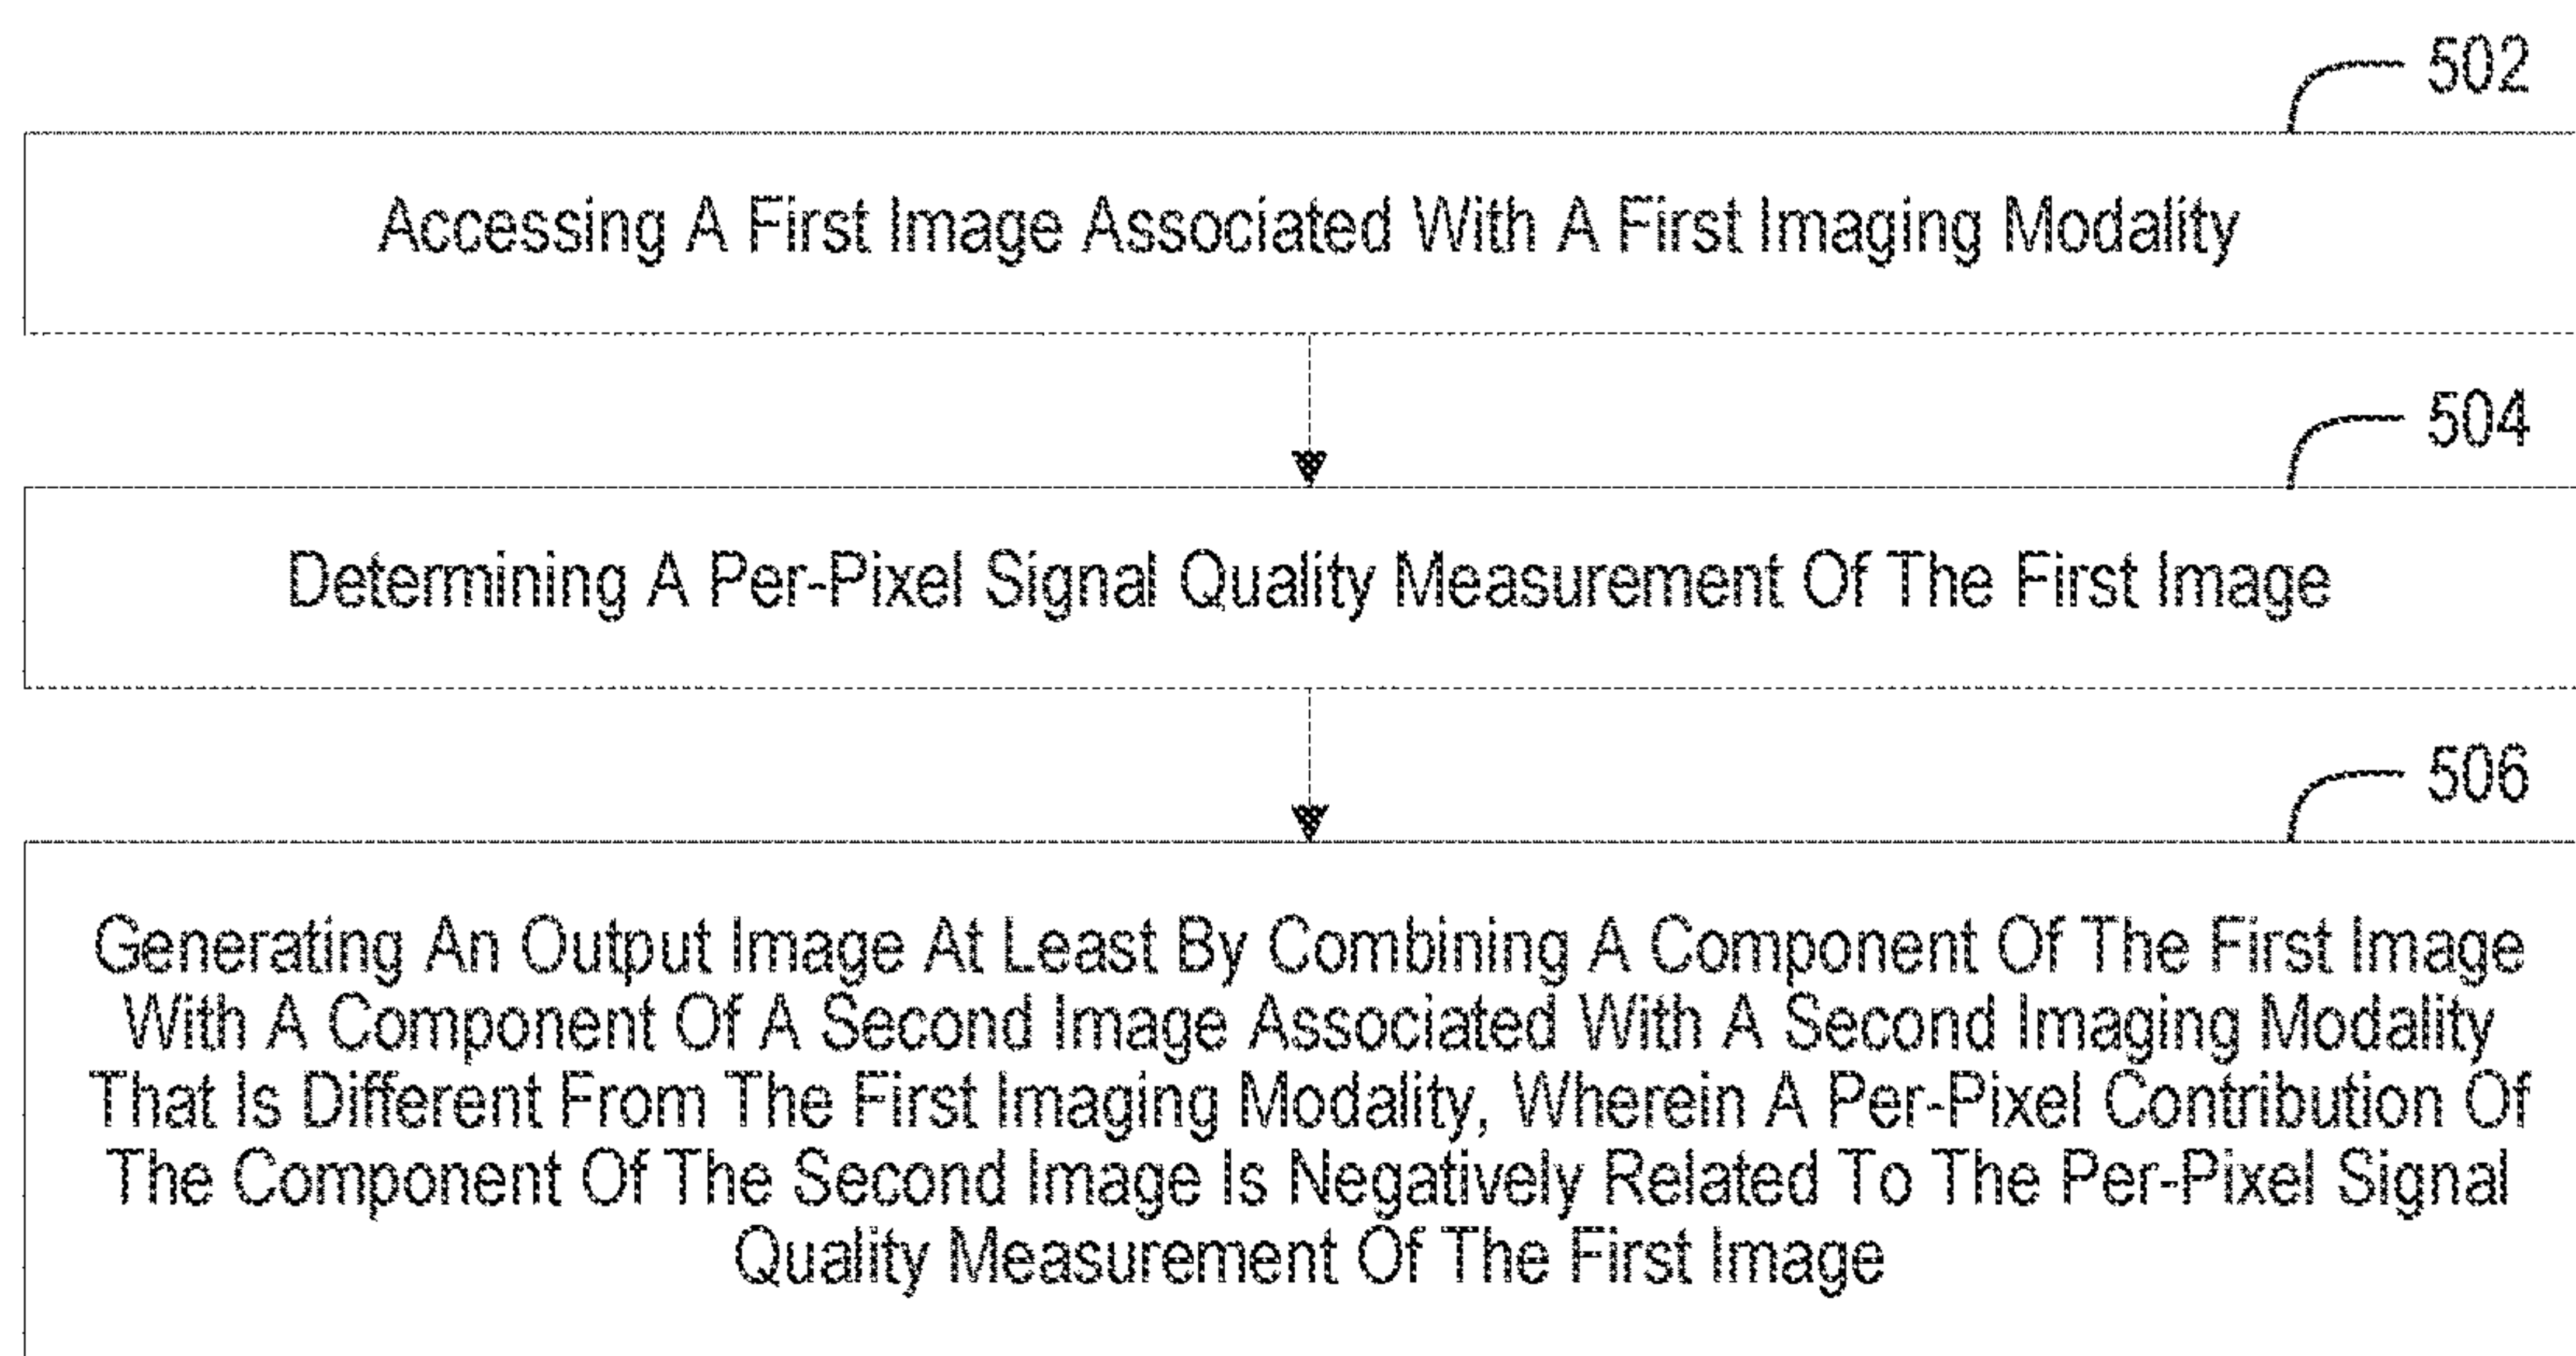 502
Accessing A First Image Associated With A First Imaging Modality
504
Determining A Per-Pixel Signal Quality Measurement Of The First Image
506
Generating An Output Image At Least By Combining A Component Of The First Image
With A Component Of A Second Image Associated With A Second Imaging Modality
That Is Different From The First Imaging Modality, Wherein A Per-Pixel Contribution Of
The Component Of The Second Image Is Negatively Related To The Per-Pixel Signal
Quality Measurement Of The First Image